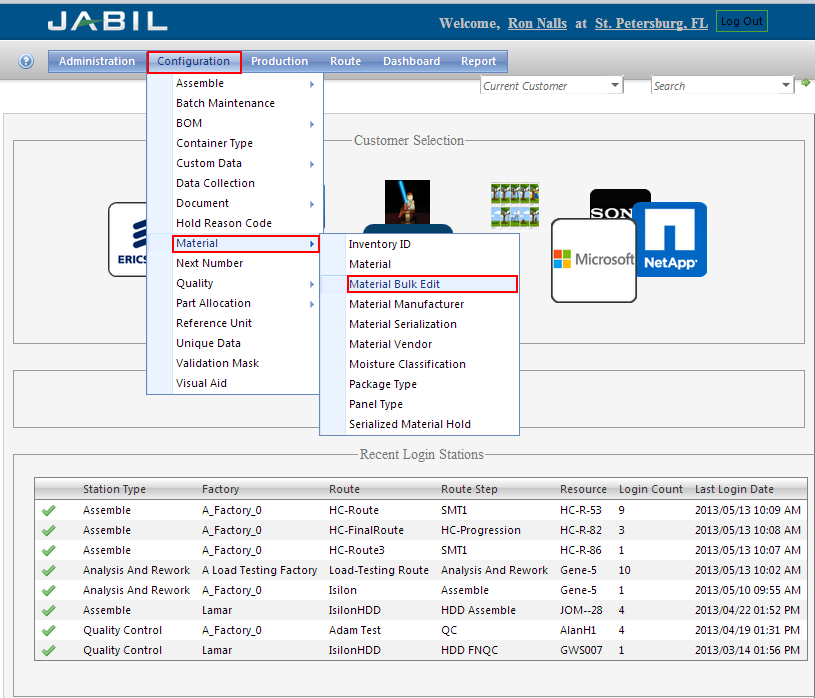 JABIL
Welcome, Ron Nalls at St. Petersburg, FL Log Out
? Administration Configuration Production Route Dashboard Report
Current Customer Search
Assemble
Batch Maintenance
BOM
Container Type
Custom Data
Data Collection
Document
Hold Reason Code
Material
Next Number
Quality
Part Allocation
Reference Unit
Unique Data
Validation Mask
Visual Aid
Inventory ID
Material
Material Bulk Edit
Material Manufacturer
Material Serialization
Material Vendor
Moisture Classification
Package Type
Panel Type
Serialized Material Hold
Customer Selection
ERICS
SON
Microsoft
NetApp
Recent Login Stations
Station Type Factory Route Route Step Resource Login Count Last Login Date
Assemble A_Factory_0 HC-Route SMT1 HC-R-53 9 2013/05/13 10:09 AM
Assemble A_Factory_0 HC-FinalRoute HC-Progression HC-R-82 3 2013/05/13 10:08 AM
Assemble A_Factory_0 HC-Route3 SMT1 HC-R-86 1 2013/05/13 10:07 AM
Analysis And Rework A Load Testing Factory Load-Testing Route Analysis And Rework Gene-5 10 2013/05/13 10:02 AM
Analysis And Rework A_Factory_0 Isilon Assemble Gene-5 1 2013/05/10 09:55 AM
Assemble Lamar IsilonHDD HDD Assemble JOM--28 4 2013/04/22 01:52 PM
Quality Control A_Factory_0 Adam Test QC AlanH1 4 2013/04/19 01:31 PM
Quality Control Lamar IsilonHDD HDD FNQC GWS007 1 2013/03/14 01:56 PM